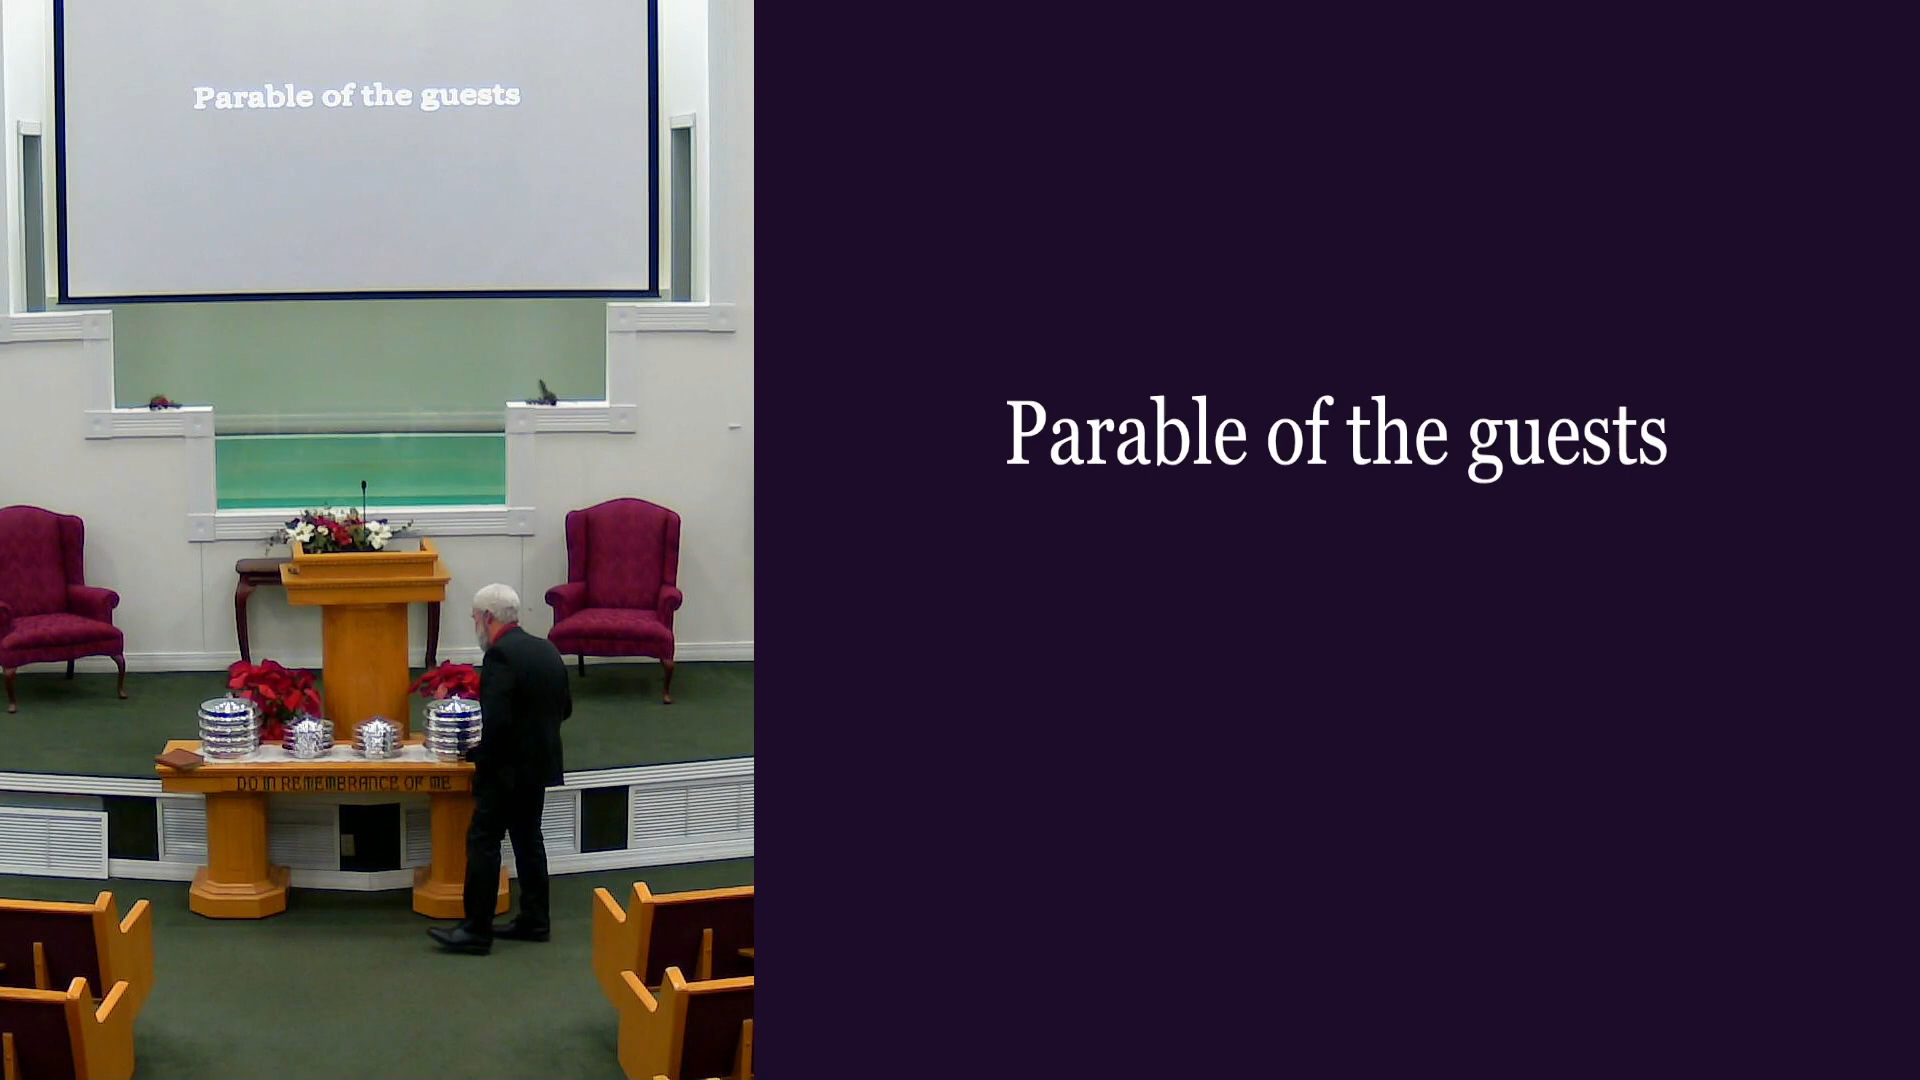 Parable of the guests
DO IN REMEMBRANCE OF ME
Parable of the guests